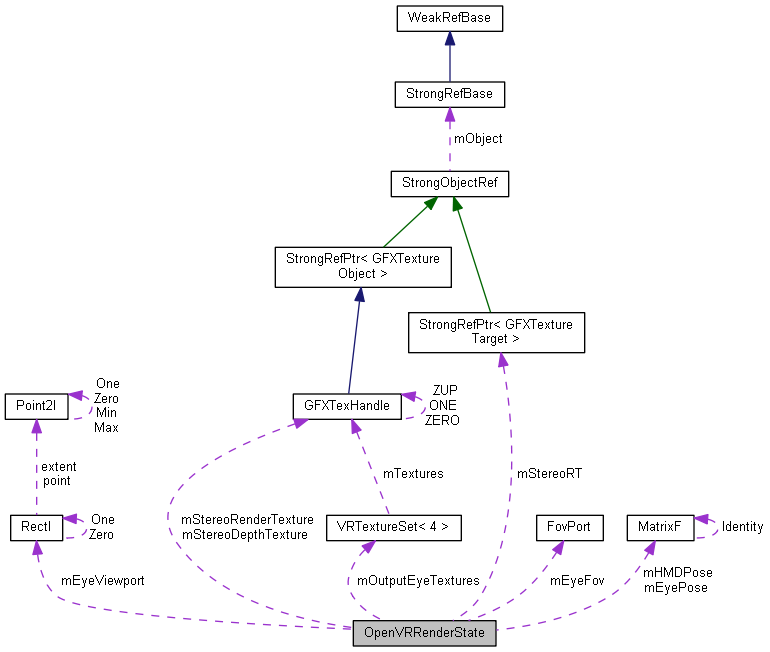 WeakRefBase
StrongRefBase
mObject
StrongObjectRef
StrongRefPtr< GFXTexture
Object >
StrongRefPtr< GFXTexture
Target >
One
Zero
Min
Max
Point2I
GFXTexHandle
ZUP
ONE
ZERO
extent
point
mTextures
mStereoRT
RectI
One
Zero
mStereoRenderTexture
mStereoDepthTexture
VRTextureSet< 4 >
FovPort
MatrixF
Identity
mEyeViewport
mOutputEyeTextures
mEyeFov
mHMDPose
mEyePose
OpenVRRenderState